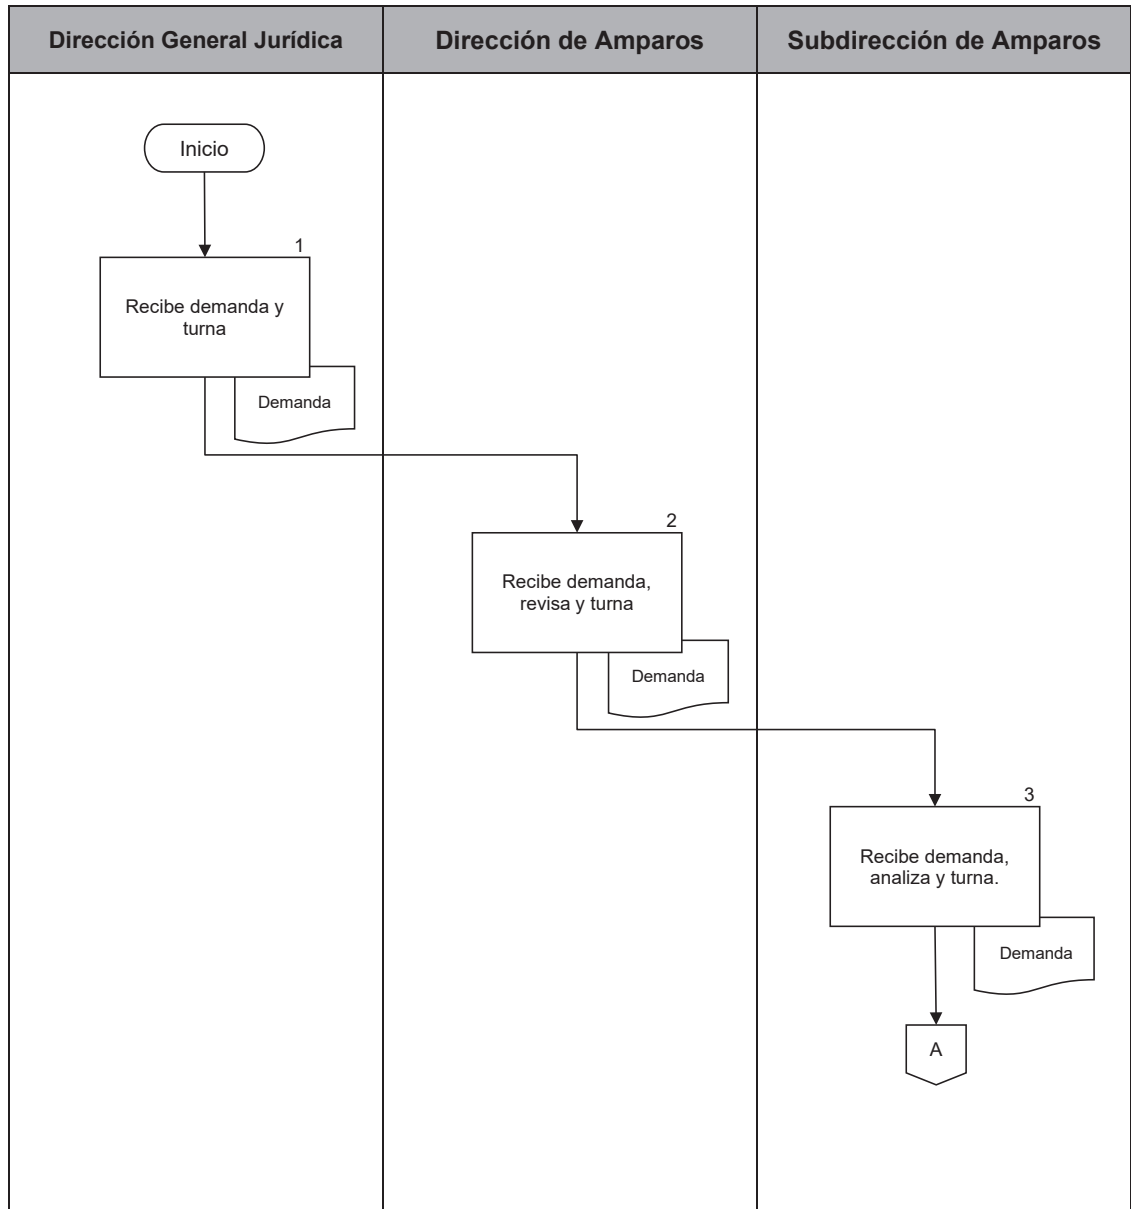 Dirección General Jurídica
Dirección de Amparos
Subdirección de Amparos
Inicio
1
Recibe demanda y
turna
Demanda
2
Recibe demanda,
revisa y turna
Demanda
3
Recibe demanda,
analiza y turna.
Demanda
A